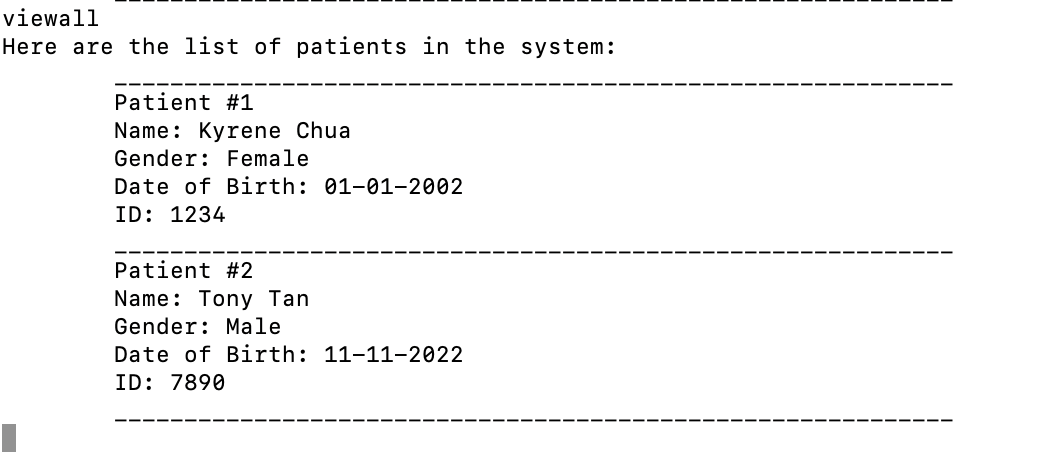 ____________________________________________________________
viewall
Here are the list of patients in the system:
____________________________________________________________
Patient #1
Name: Kyrene Chua
Gender: Female
Date of Birth: 01-01-2002
ID: 1234
____________________________________________________________
Patient #2
Name: Tony Tan
Gender: Male
Date of Birth: 11-11-2022
ID: 7890
____________________________________________________________